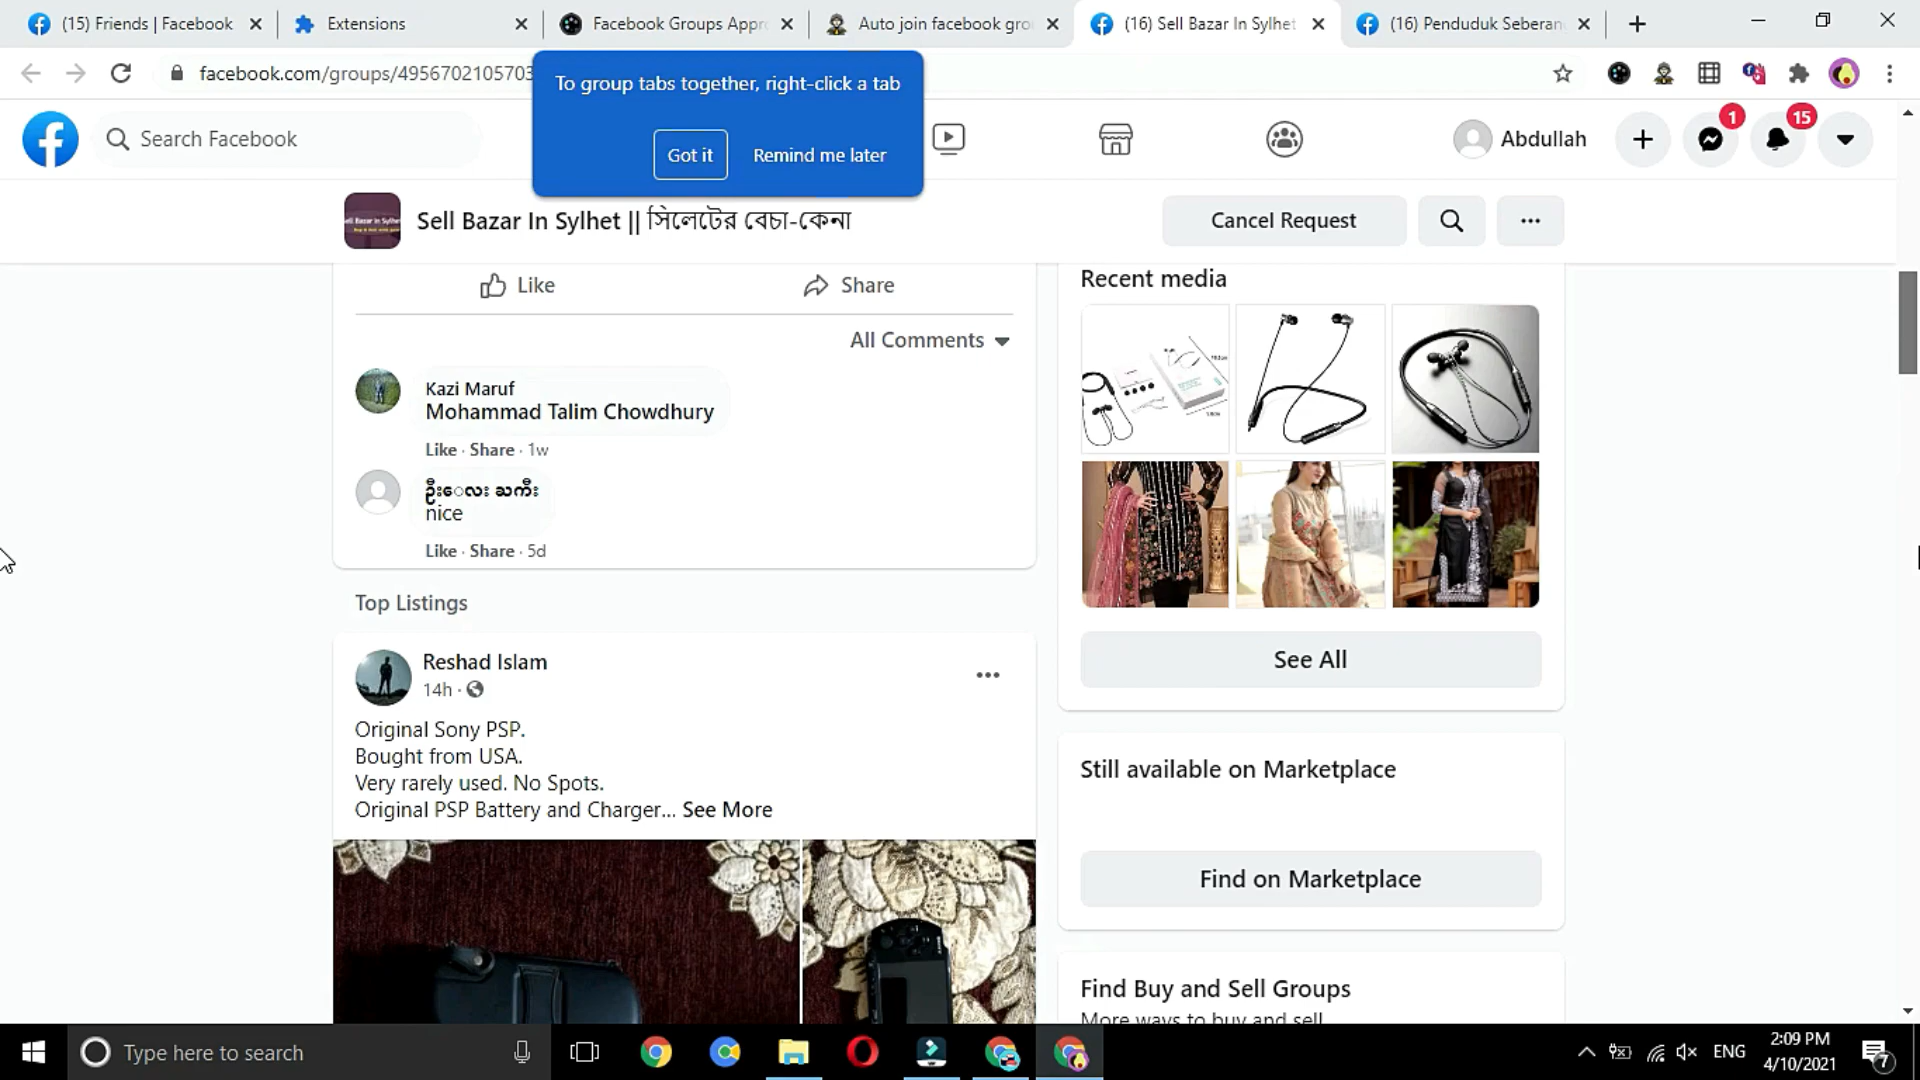 (15) Friends | Facebook
Extensions
Facebook Groups Appr
Auto join facebook gro
(16) Sell Bazar In Sylhet
(16) Penduduk Seberan
facebook.com/groups/4956702105703
To group tabs together, right-click a tab
Got it
Remind me later
Search Facebook
Abdullah
1
15
Sell Bazar In Sylhet || সিলেটের বেচা-কেনা
Cancel Request
Like
Share
All Comments
Kazi Maruf
Mohammad Talim Chowdhury
Like · Share · 1w
ဦးေလး ႀကီး
nice
Like · Share · 5d
Top Listings
Reshad Islam
14h
Original Sony PSP.
Bought from USA.
Very rarely used. No Spots.
Original PSP Battery and Charger... See More
Recent media
See All
Still available on Marketplace
Find on Marketplace
Find Buy and Sell Groups
More ways to buy and sell
Type here to search
ENG
2:09 PM
4/10/2021
7